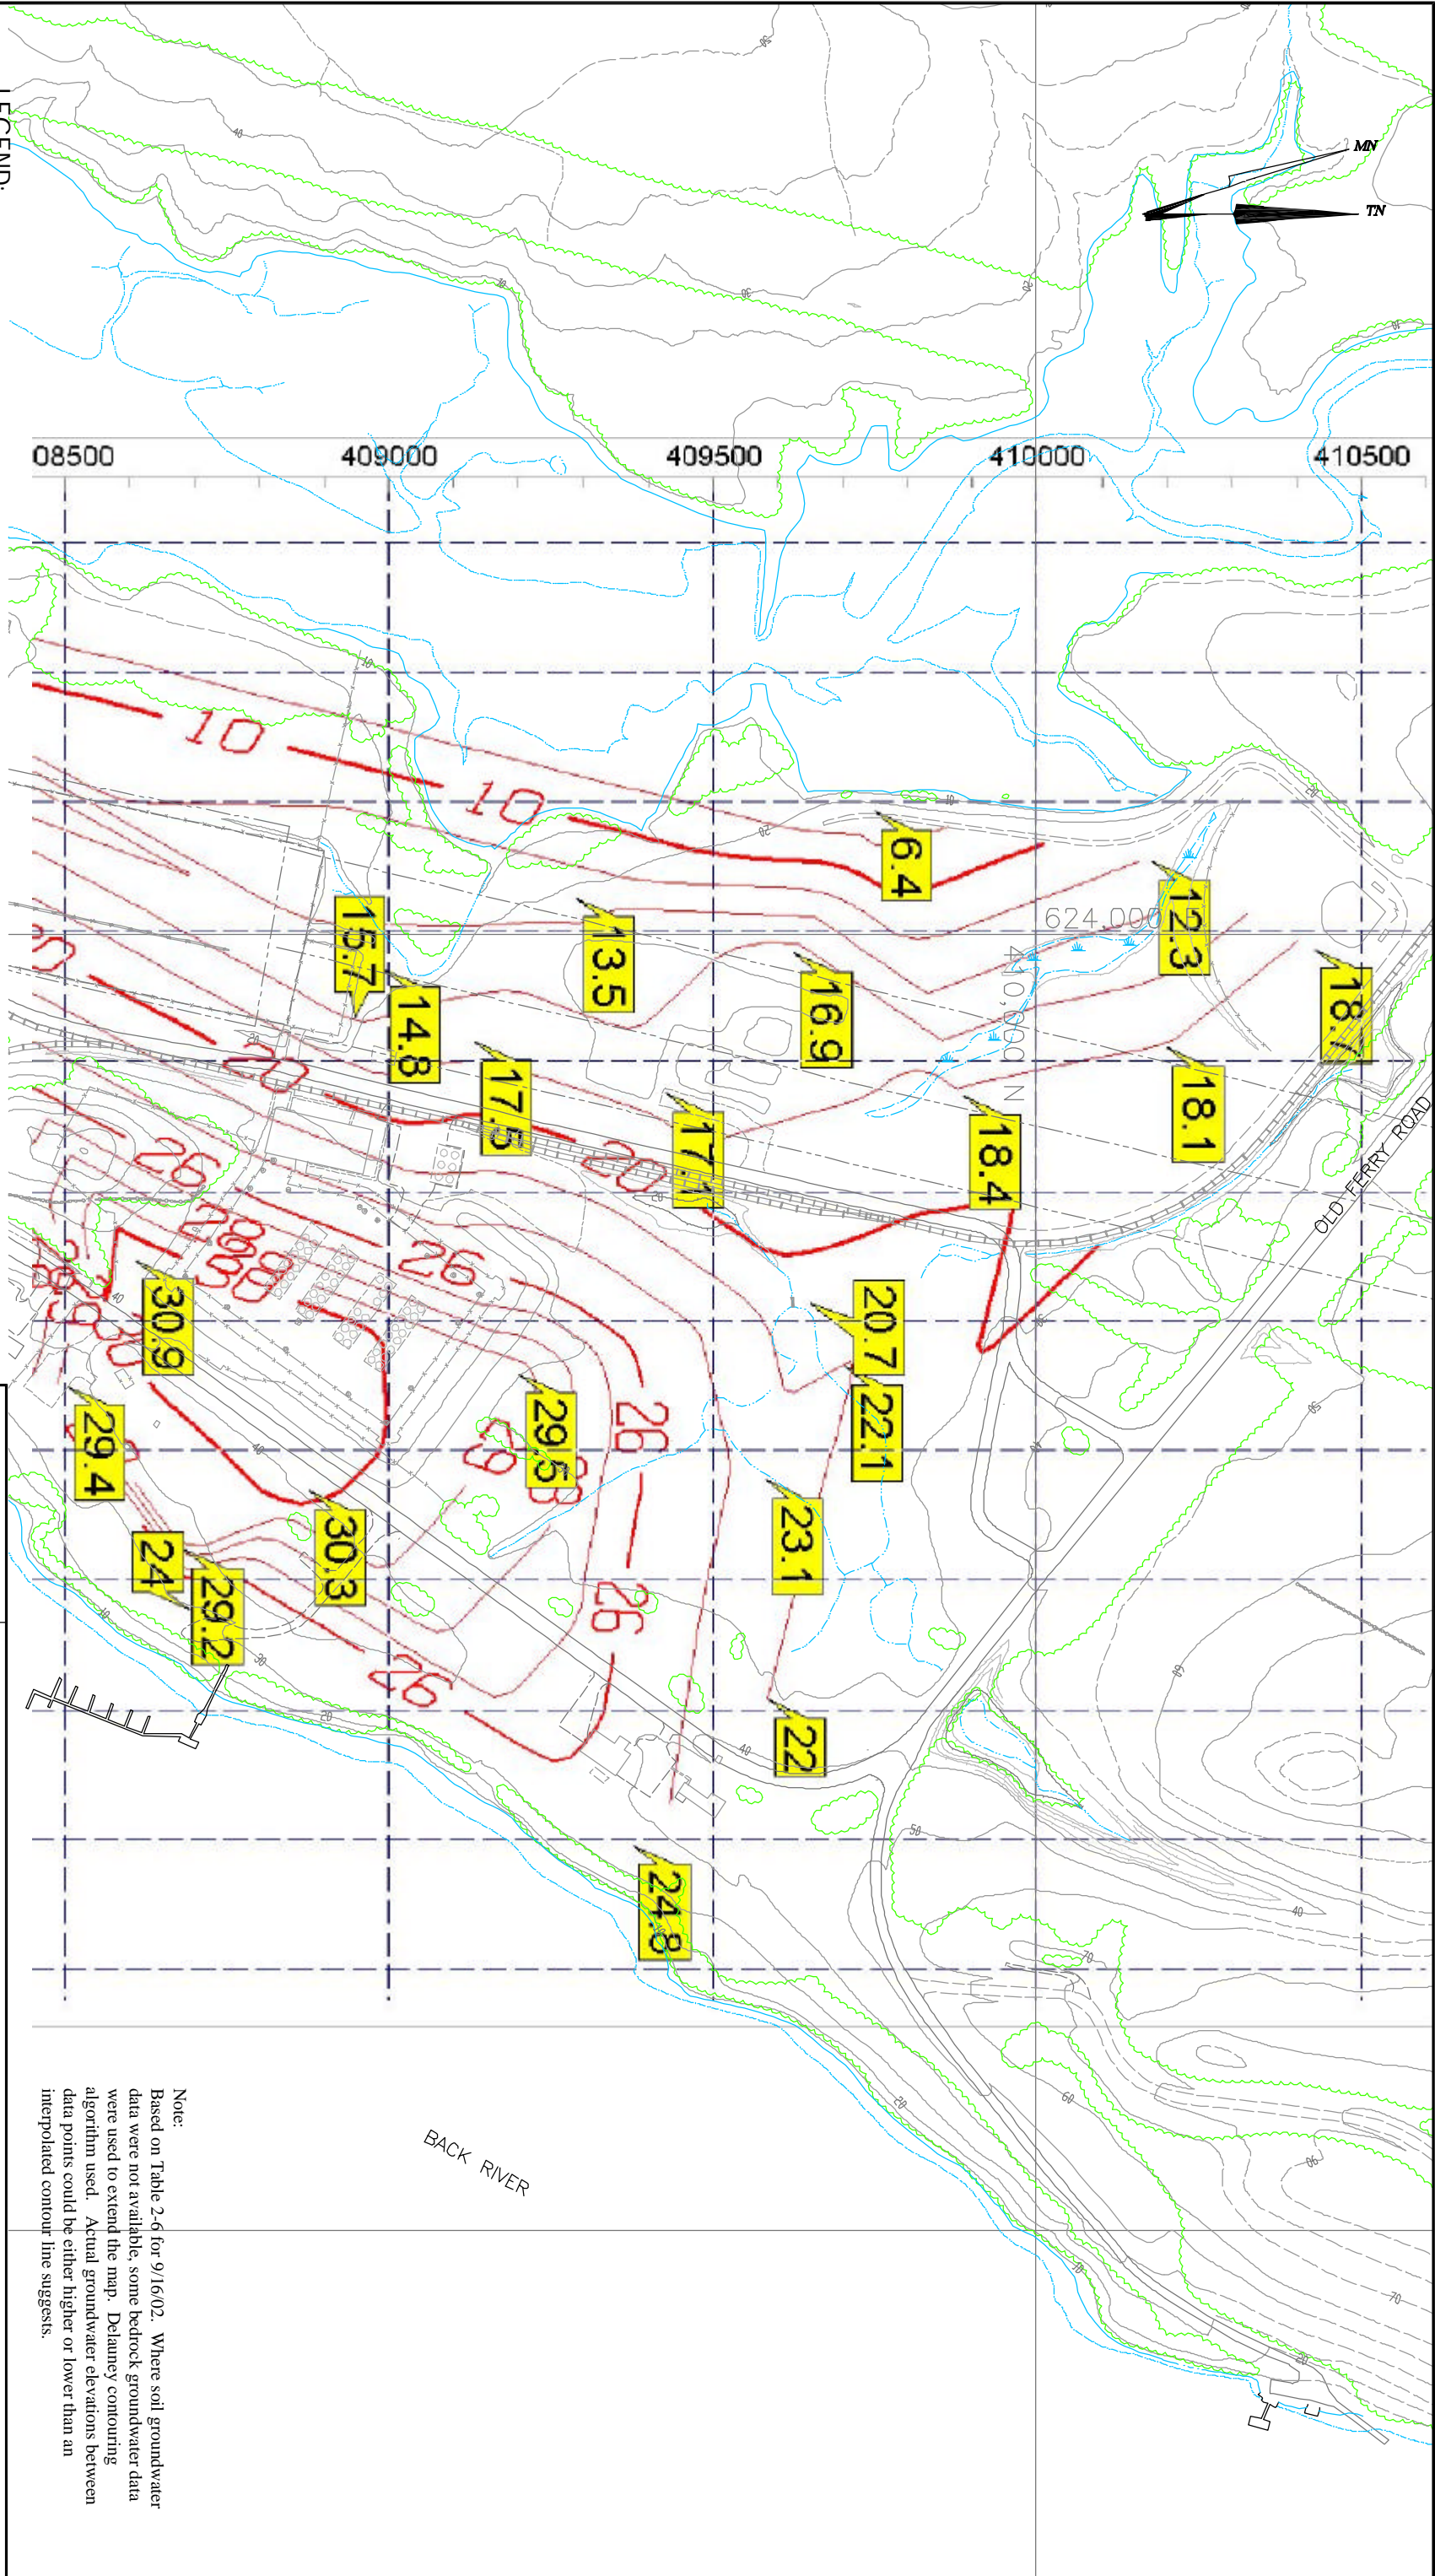 LEGEND:
MN
TN
08500
409000
409500
410000
410500
10
10
6.4
12.3
624,000 E
410,000 N
15.7
13.5
16.9
18.7
14.8
20
17.5
17.1
18.4
18.1
20
20
OLD FERRY ROAD
26
28
30
26
30.9
20.7
22.1
29.4
29.5
26
23.1
30.3
24
29.2
26
26
22
24.8
BACK RIVER
Note:
Based on Table 2-6 for 9/16/02. Where soil groundwater
data were not available, some bedrock groundwater data
were used to extend the map. Delauney contouring
algorithm used. Actual groundwater elevations between
data points could be either higher or lower than an
interpolated contour line suggests.